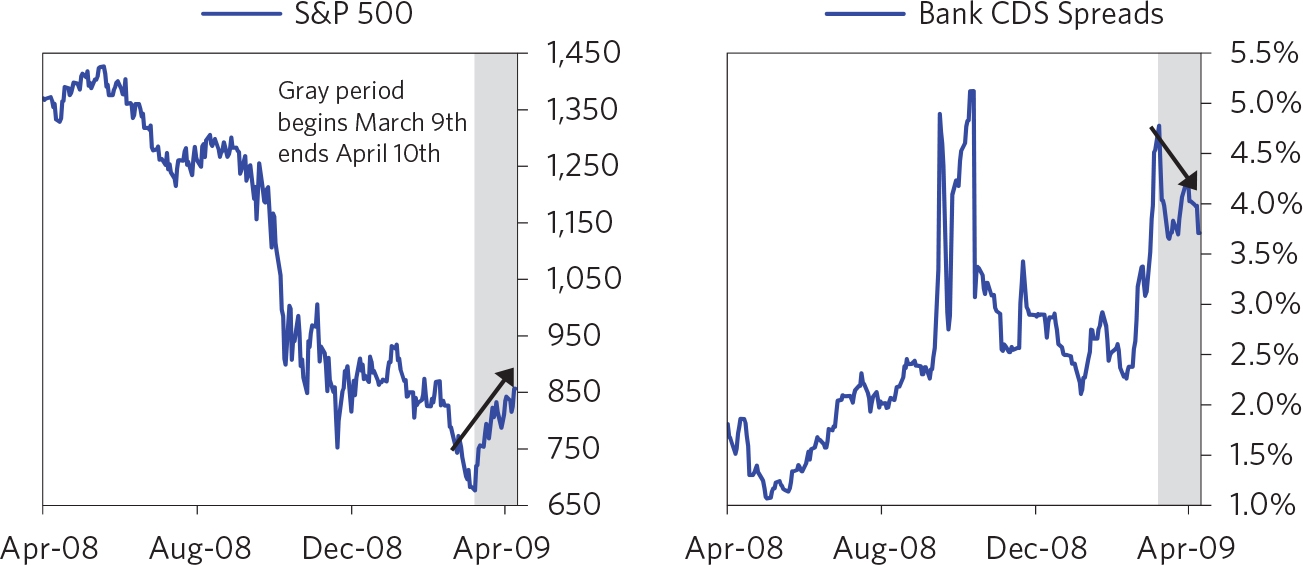 S&P 500
Gray period
begins March 9th
ends April 10th
1,450
1,350
1,250
1,150
1,050
950
850
750
650
Apr-08 Aug-08 Dec-08 Apr-09
Bank CDS Spreads
5.5%
5.0%
4.5%
4.0%
3.5%
3.0%
2.5%
2.0%
1.5%
1.0%
Apr-08 Aug-08 Dec-08 Apr-09